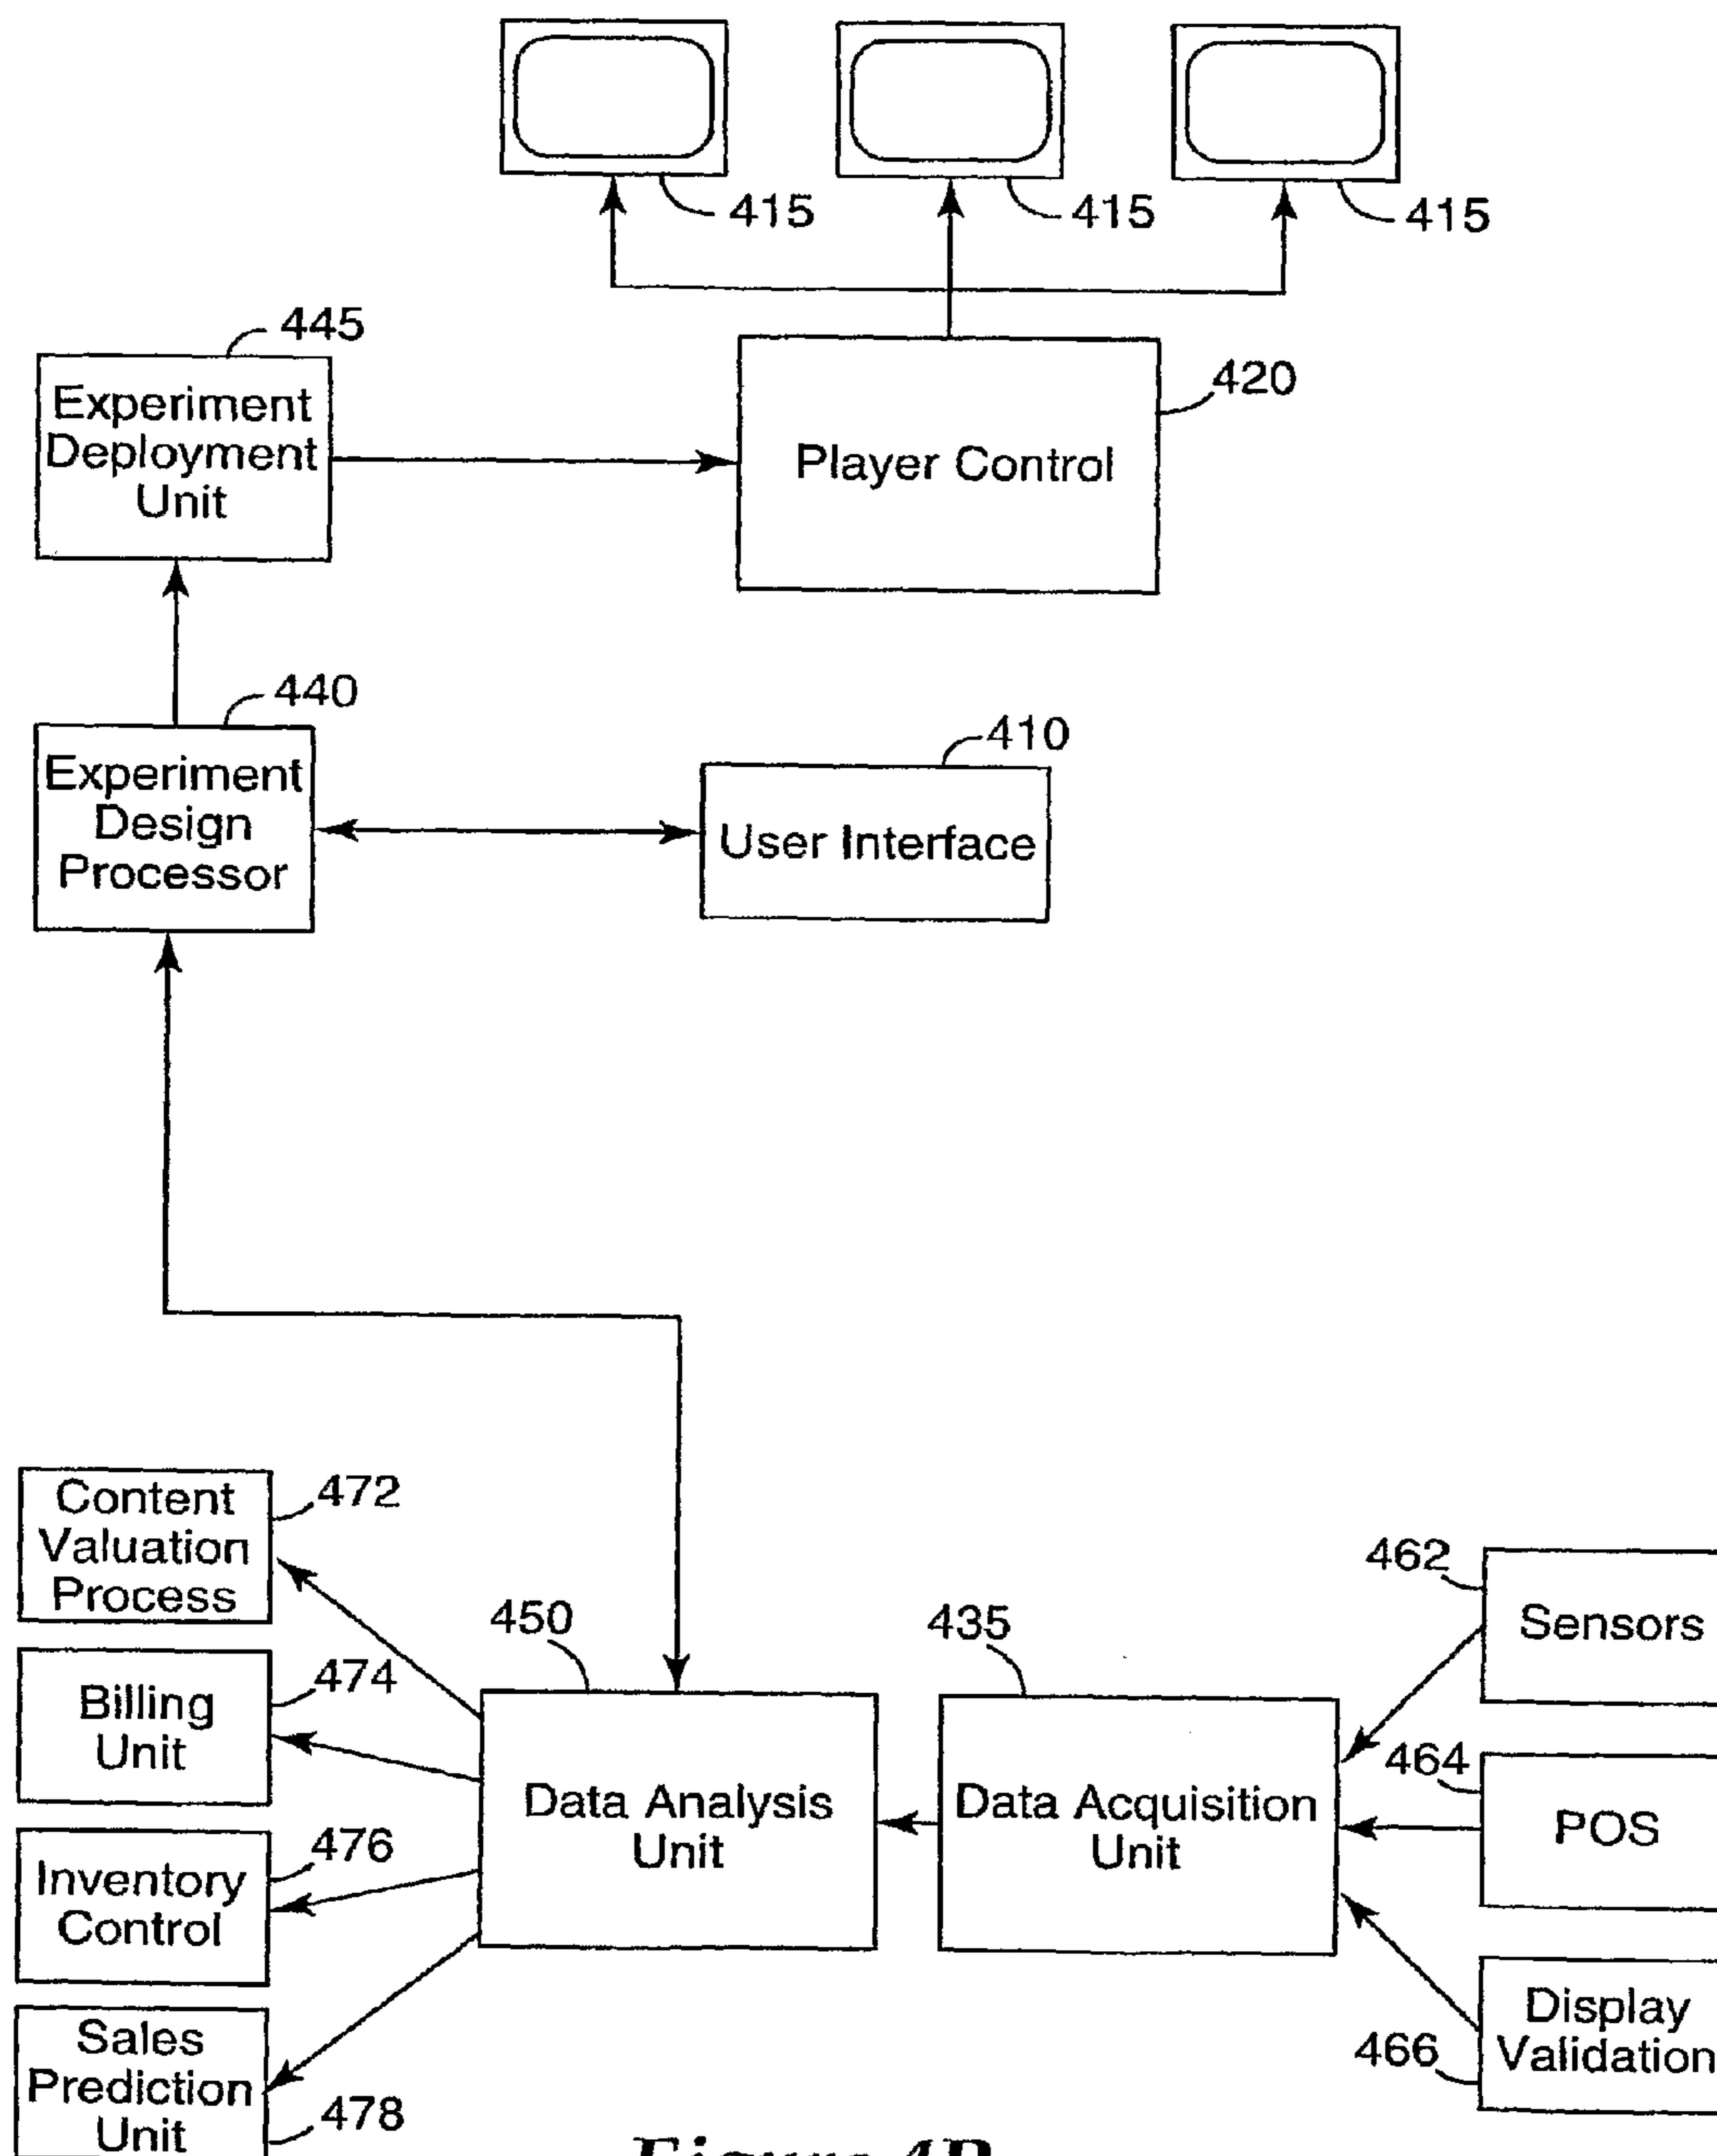 415
415
415
445
Experiment
Deployment
Unit
420
Player Control
440
Experiment
Design
Processor
410
User Interface
Content
Valuation
Process
472
Billing
Unit
474
Inventory
Control
476
Sales
Prediction
Unit
478
450
Data Analysis
Unit
435
Data Acquisition
Unit
462
Sensors
464
POS
466
Display
Validation
Figure 4B